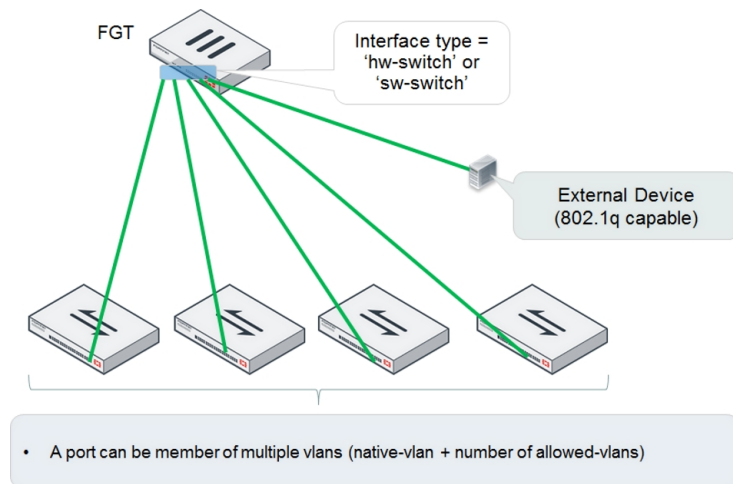 FGT
Interface type =
‘hw-switch’ or
‘sw-switch’
External Device
(802.1q capable)
• A port can be member of multiple vlans (native-vlan + number of allowed-vlans)